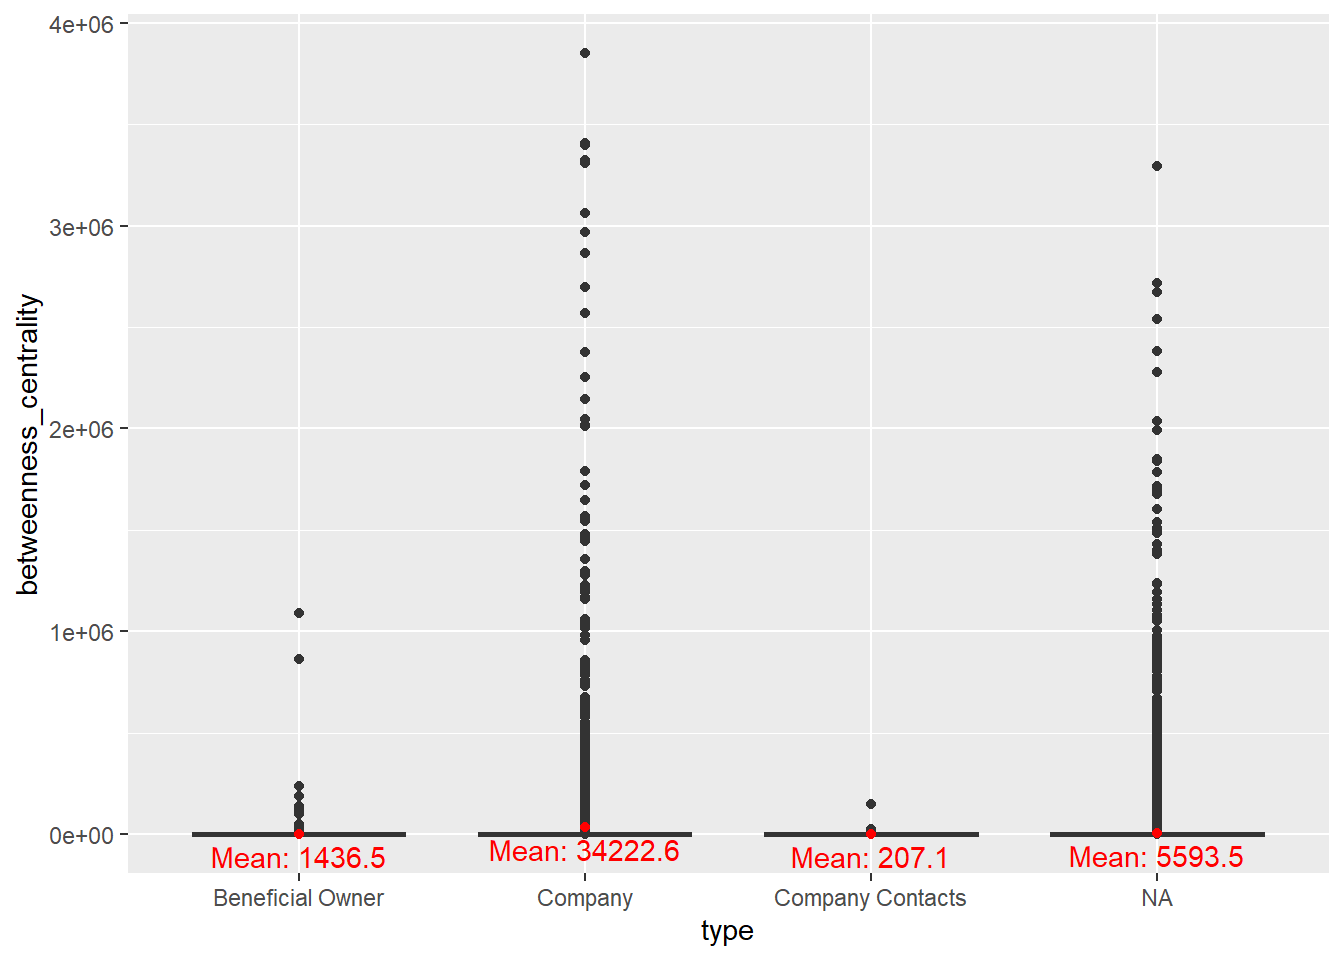 4e+06
3e+06
2e+06
1e+06
0e+00
betweenness_centrality
Mean: 1436.5
Mean: 34222.6
Mean: 207.1
Mean: 5593.5
Beneficial Owner
Company
Company Contacts
NA
type